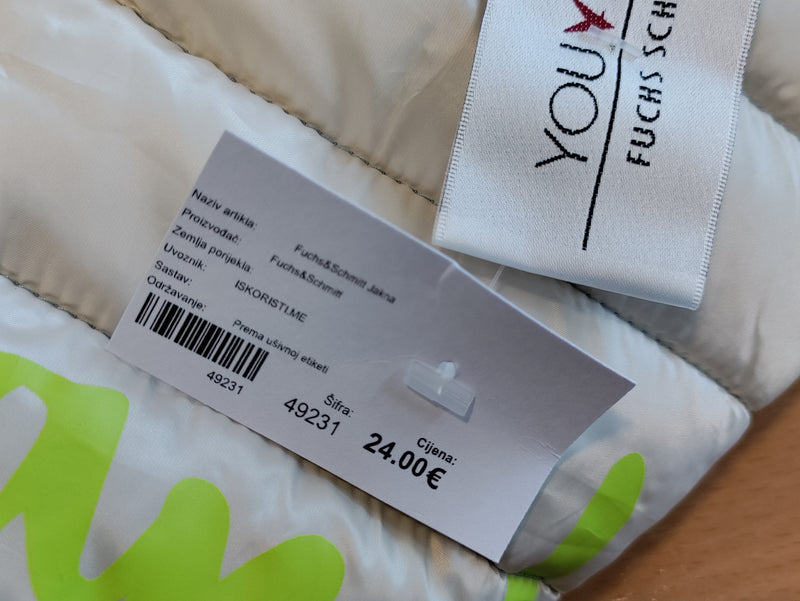 YOU
FUCHS SCH
Naziv artikla: Fuchs&Schmitt Jakna
Proizvođač: Fuchs&Schmitt
Zemlja porijekla:
Uvoznik: ISKORISTI.ME
Sastav:
Održavanje: Prema ušivnoj etiketi
49231
Šifra:
49231
Cijena:
24.00€